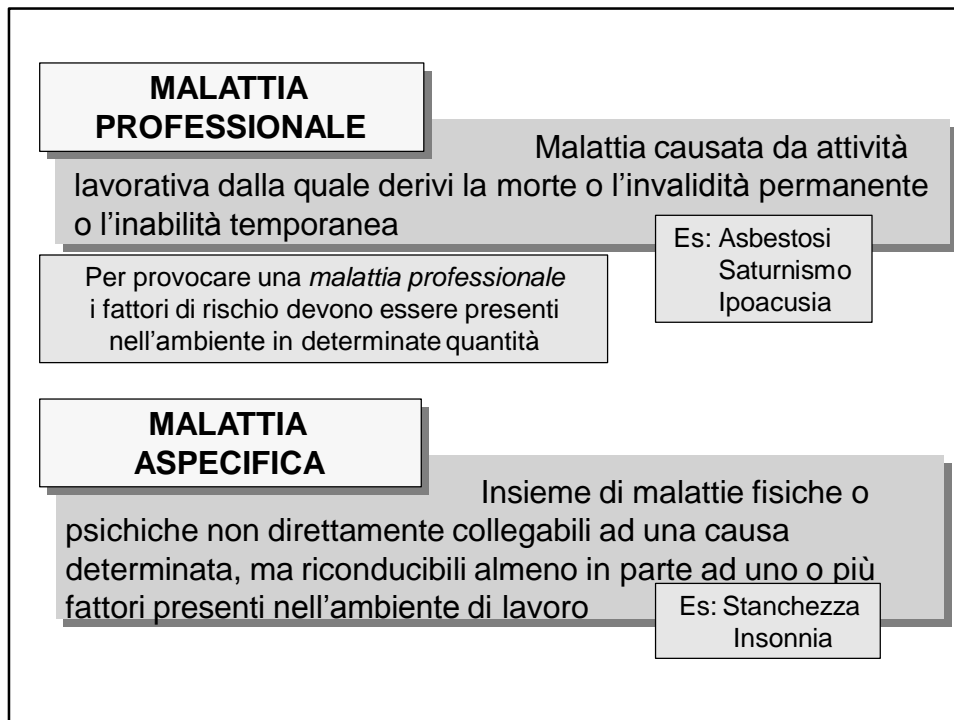 MALATTIA
PROFESSIONALE
Malattia causata da attività
lavorativa dalla quale derivi la morte o l’invalidità permanente
o l’inabilità temporanea
Es: Asbestosi
Saturnismo
Ipoacusia
Per provocare una malattia professionale
i fattori di rischio devono essere presenti
nell’ambiente in determinate quantità
MALATTIA
ASPECIFICA
Insieme di malattie fisiche o
psichiche non direttamente collegabili ad una causa
determinata, ma riconducibili almeno in parte ad uno o più
fattori presenti nell’ambiente di lavoro
Es: Stanchezza
Insonnia